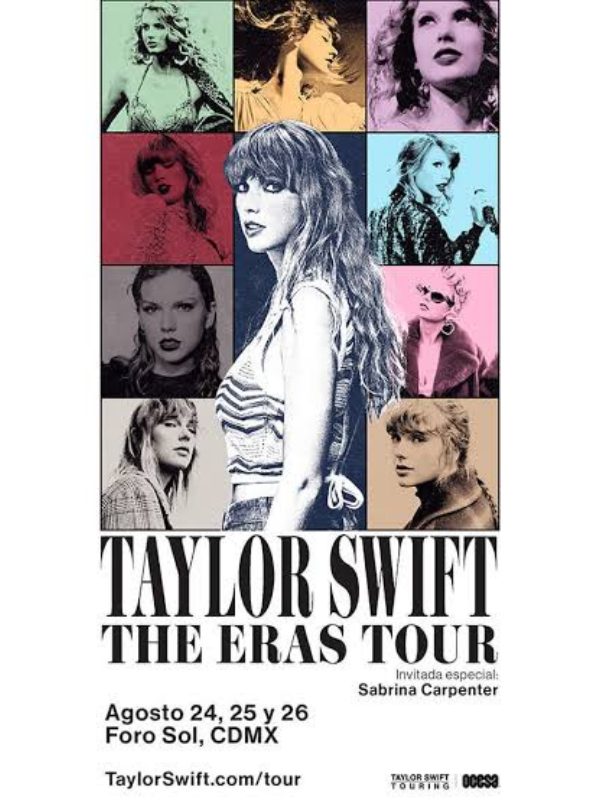 TAYLOR SWIFT
THE ERAS TOUR
Invitada especial:
Sabrina Carpenter
Agosto 24, 25 y 26
Foro Sol, CDMX
TaylorSwift.com/tour
TAYLOR SWIFT
TOURING
ocesa